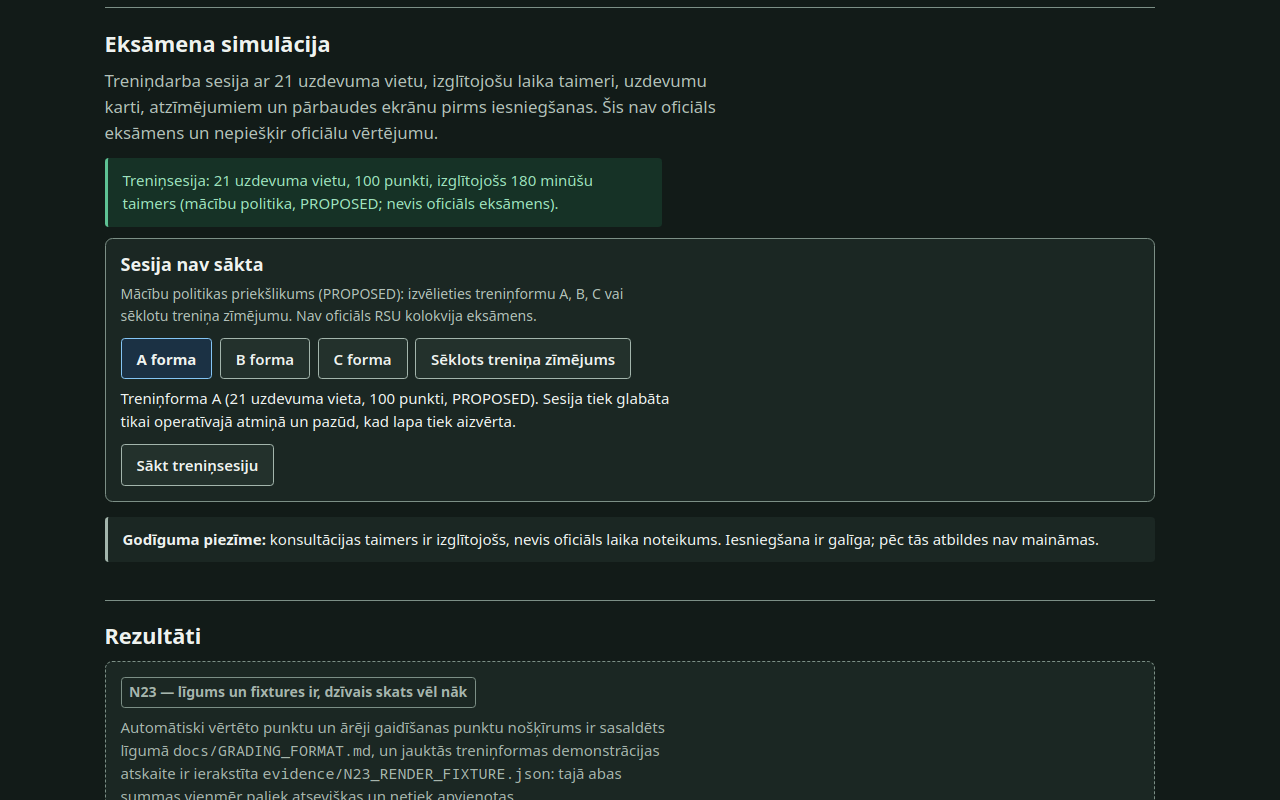 Eksāmena simulācija
Treniņdarba sesija ar 21 uzdevuma vietu, izglītojošu laika taimeri, uzdevumu
karti, atzīmējumiem un pārbaudes ekrānu pirms iesniegšanas. Šis nav oficiāls
eksāmens un nepiešķir oficiālu vērtējumu.
Treniņsesija: 21 uzdevuma vietu, 100 punkti, izglītojošs 180 minūšu
taimers (mācību politika, PROPOSED; nevis oficiāls eksāmens).
Sesija nav sākta
Mācību politikas priekšlikums (PROPOSED): izvēlieties treniņformu A, B, C vai
sēklotu treniņa zīmējumu. Nav oficiāls RSU kolokvija eksāmens.
A forma
B forma
C forma
Sēklots treniņa zīmējums
Treniņforma A (21 uzdevuma vieta, 100 punkti, PROPOSED). Sesija tiek glabāta
tikai operatīvajā atmiņā un pazūd, kad lapa tiek aizvērta.
Sākt treniņsesiju
Godīguma piezīme: konsultācijas taimers ir izglītojošs, nevis oficiāls laika noteikums. Iesniegšana ir galīga; pēc tās atbildes nav maināmas.
Rezultāti
N23 — līgums un fixtures ir, dzīvais skats vēl nāk
Automātiski vērtēto punktu un ārēji gaidīšanas punktu nošķīrums ir sasaldēts
līgumā docs/GRADING_FORMAT.md, un jauktās treniņformas demonstrācijas
atskaite ir ierakstīta evidence/N23_RENDER_FIXTURE.json: tajā abas
summas vienmēr paliek atsevišķas un netiek apvienotas.